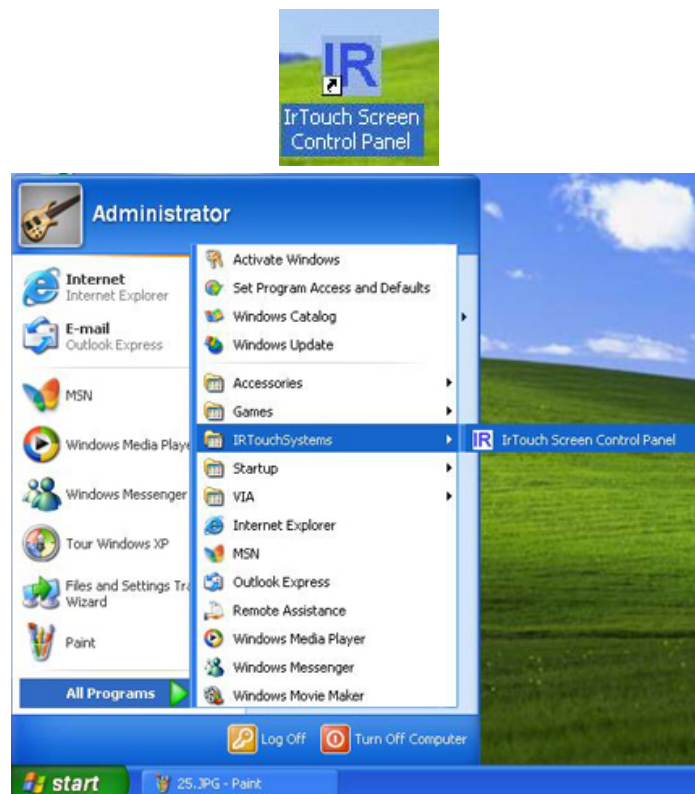 IR
IrTouch Screen
Control Panel
Administrator
Internet
Internet Explorer
E-mail
Outlook Express
MSN
Windows Media Playe
Windows Messenger
Tour Windows XP
Files and Settings Tra
Wizard
Paint
All Programs
Activate Windows
Set Program Access and Defaults
Windows Catalog
Windows Update
Accessories
Games
IRTouchSystems
Startup
VIA
Internet Explorer
MSN
Outlook Express
Remote Assistance
Windows Media Player
Windows Messenger
Windows Movie Maker
IR IrTouch Screen Control Panel
Log Off
Turn Off Computer
start
25.JPG - Paint